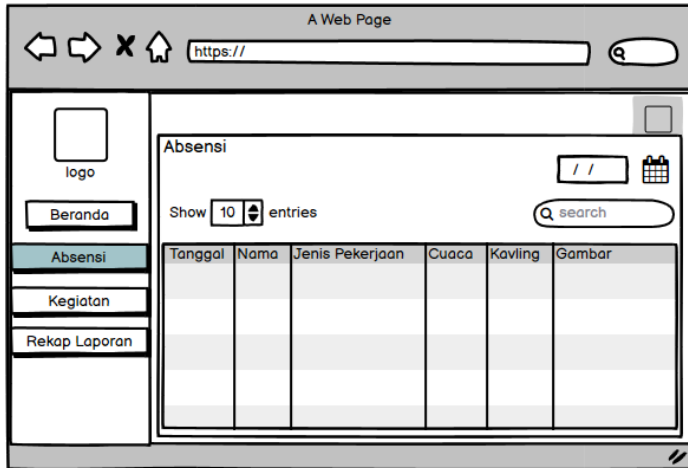 A Web Page
https://
logo
Beranda
Absensi
Kegiatan
Rekap Laporan
Absensi
/ /
Show 10 entries
search
Tanggal Nama Jenis Pekerjaan Cuaca Kavling Gambar